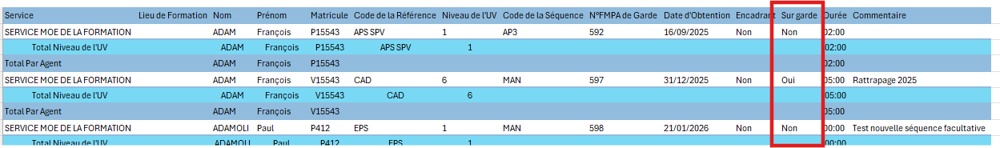 Service Lieu de Formation Nom Prénom Matricule Code de la Référence Niveau de l'UV Code de la Séquence N°FMPA de Garde Date d'Obtention Encadrant Sur garde Durée Commentaire
SERVICE MOE DE LA FORMATION ADAM François P15543 APS SPV 1 AP3 592 16/09/2025 Non Non 02:00
Total Niveau de l'UV ADAM François P15543 APS SPV 1 02:00
Total Par Agent ADAM François P15543 02:00
SERVICE MOE DE LA FORMATION ADAM François V15543 CAD 6 MAN 597 31/12/2025 Non Oui 05:00 Rattrapage 2025
Total Niveau de l'UV ADAM François V15543 CAD 6 05:00
Total Par Agent ADAM François V15543 05:00
SERVICE MOE DE LA FORMATION ADAMOLI Paul P412 EPS 1 MAN 598 21/01/2026 Non Non 00:00 Test nouvelle séquence facultative
Total Niveau de l'UV ADAMOLI Paul P412 EPS 1 00:00